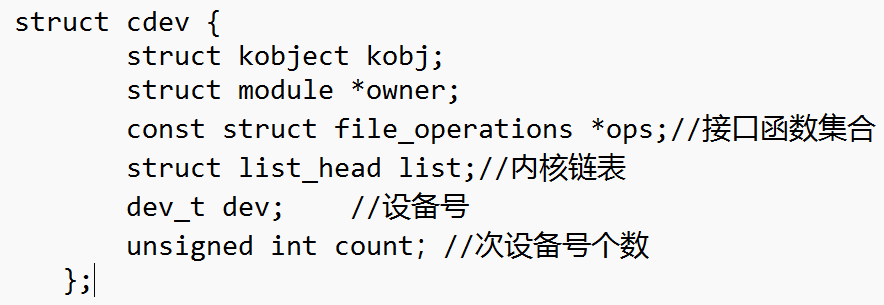 struct cdev {
struct kobject kobj;
struct module *owner;
const struct file_operations *ops;//接口函数集合
struct list_head list;//内核链表
dev_t dev; //设备号
unsigned int count; //次设备号个数
};